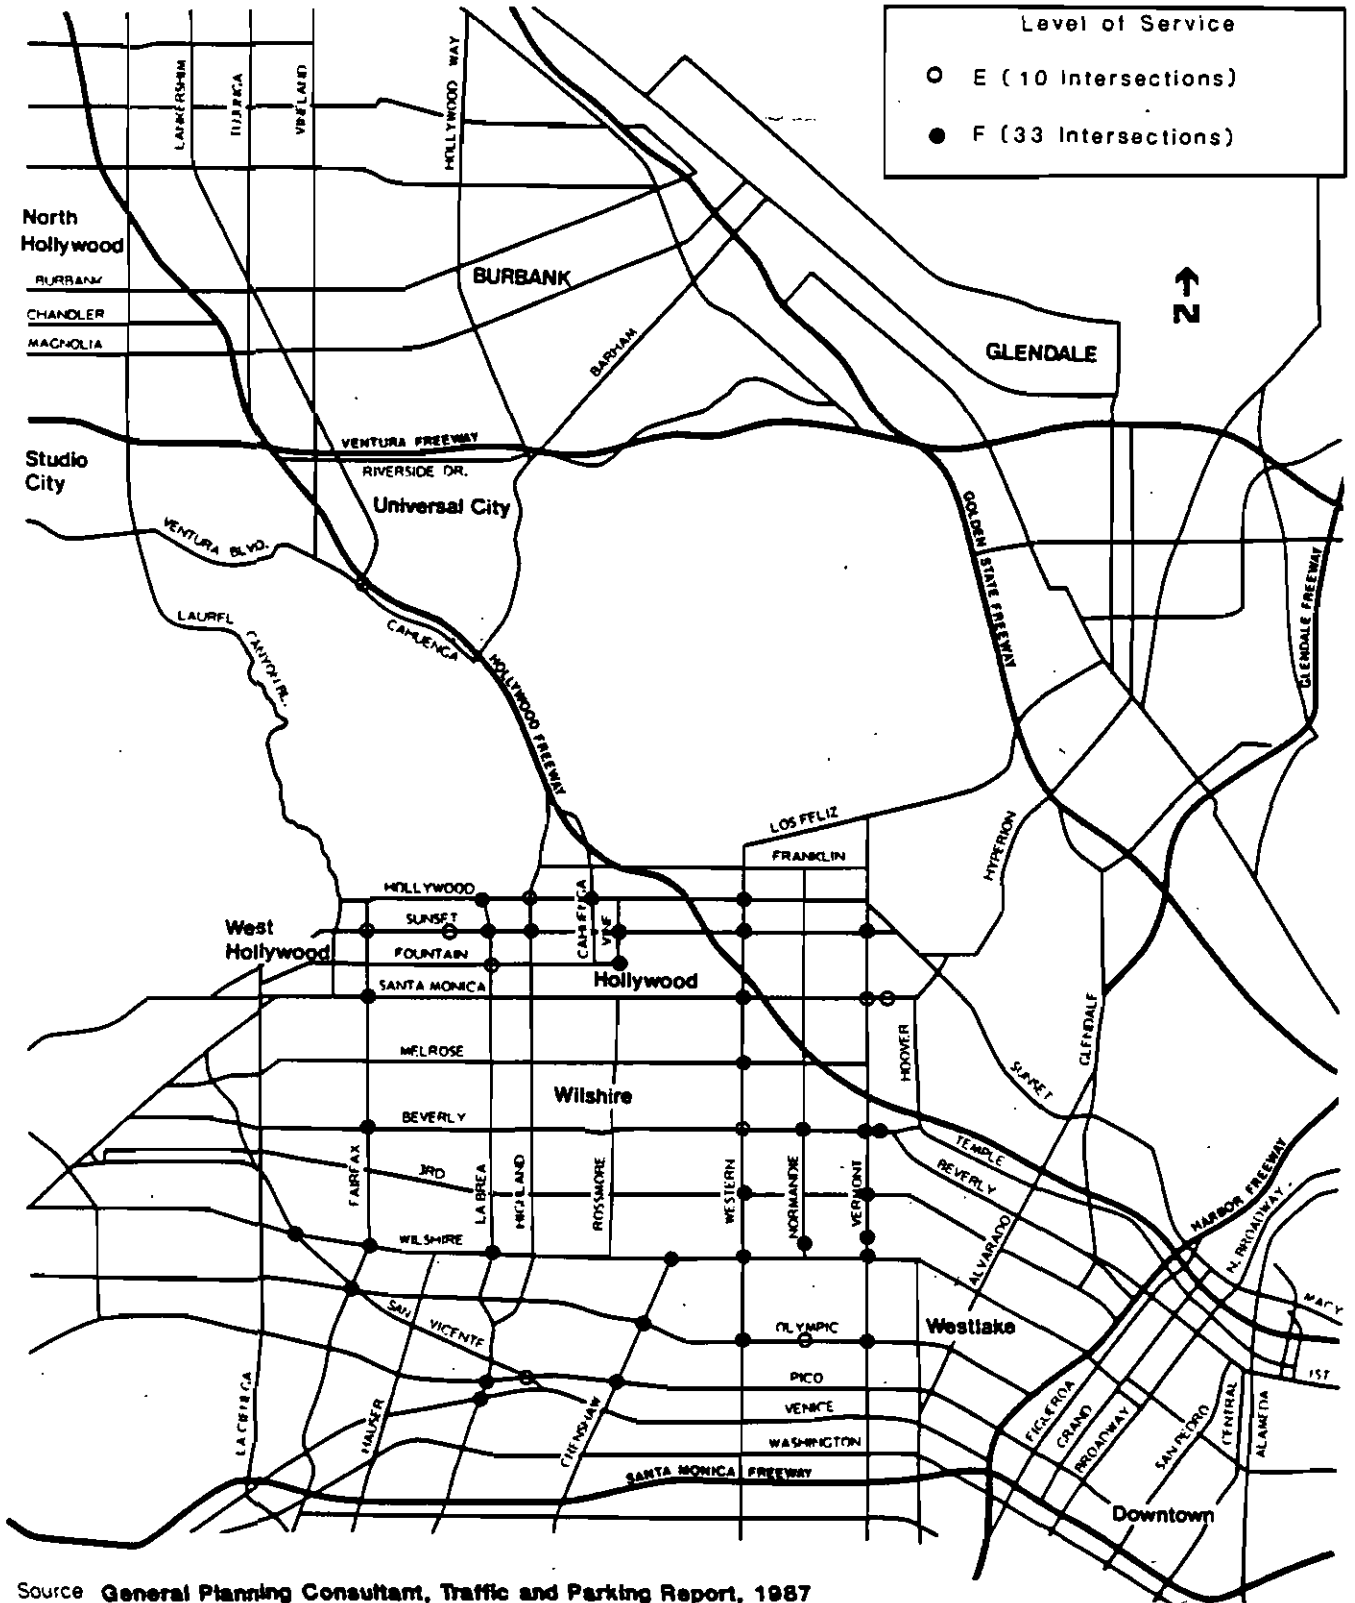 Level of Service
E (10 Intersections)
F (33 Intersections)
LANKERSHIM
TUJUNGA
VINELAND
HOLLYWOOD WAY
North
Hollywood
BURBANK
CHANDLER
MAGNOLIA
BURBANK
BARHAM
GLENDALE
N
Studio
City
VENTURA FREEWAY
RIVERSIDE DR.
Universal City
VENTURA BLVD.
GOLDEN STATE FREEWAY
GLENDALE FREEWAY
LAUREL CANYON BL.
CAHUENGA
HOLLYWOOD FREEWAY
LOS FELIZ
FRANKLIN
HYPERION
HOLLYWOOD
SUNSET
FOUNTAIN
SANTA MONICA
CAHUENGA
VINE
West
Hollywood
Hollywood
MELROSE
HOOVER
GLENDALE
SUNSET
Wilshire
BEVERLY
3RD
FAIRFAX
LA BREA
HIGHLAND
ROSSMORE
WESTERN
NORMANDIE
VERMONT
TEMPLE
BEVERLY
ALVARADO
HARBOR FREEWAY
N. BROADWAY
WILSHIRE
MACY
SAN VICENTE
OLYMPIC
Westlake
1ST
PICO
VENICE
WASHINGTON
LA CIENEGA
HAUSER
CRENSHAW
FIGUEROA
GRAND
BROADWAY
SAN PEDRO
CENTRAL
ALAMEDA
SANTA MONICA FREEWAY
Downtown
Source General Planning Consultant, Traffic and Parking Report, 1987